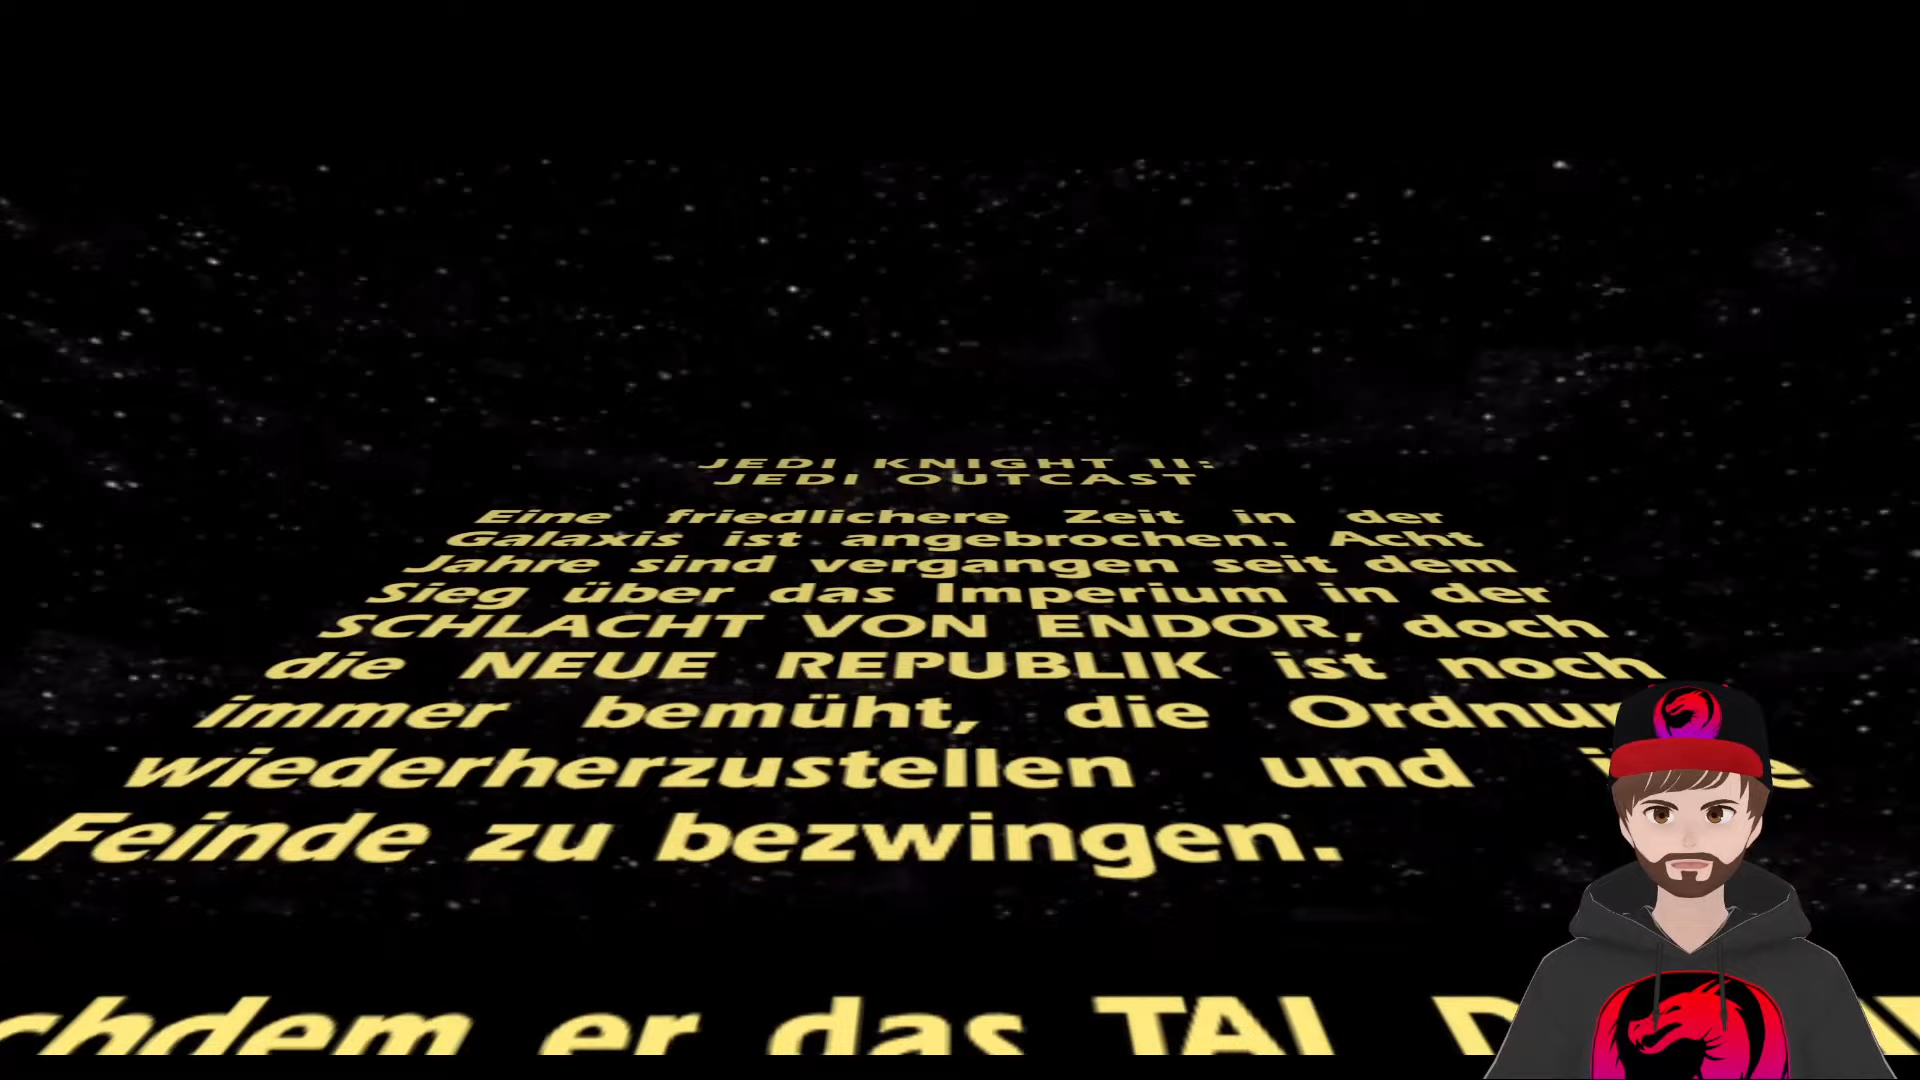 JEDI KNIGHT II:
JEDI OUTCAST
Eine friedlichere Zeit in der
Galaxis ist angebrochen. Acht
Jahre sind vergangen seit dem
Sieg über das Imperium in der
SCHLACHT VON ENDOR, doch
die NEUE REPUBLIK ist noch
immer bemüht, die Ordnun
wiederherzustellen und
Feinde zu bezwingen.
chdem er das TAL